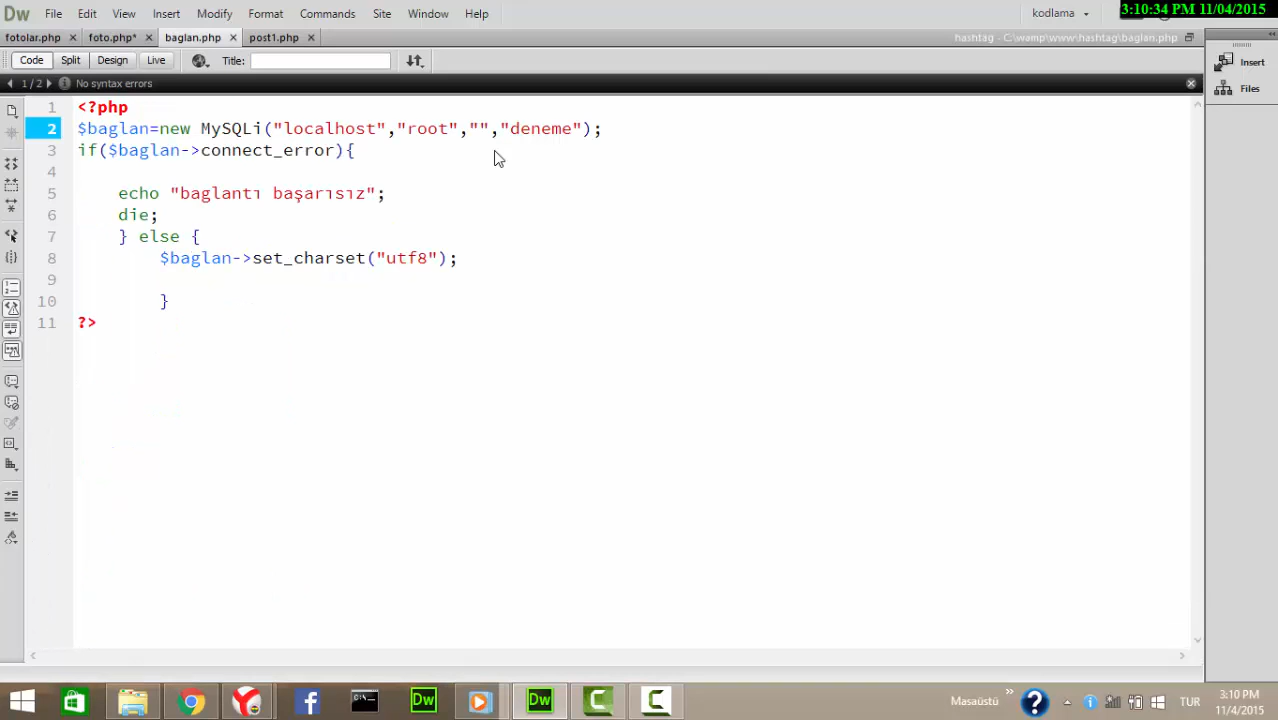 Dw File Edit View Insert Modify Format Commands Site Window Help kodlama 3:10:34 PM 11/04/2015
fotolar.php × foto.php* × baglan.php × post1.php × hashtag - C:\wamp\www\hashtag\baglan.php
Code Split Design Live Title:
Insert
1 / 2 No syntax errors
Files
1 <?php
2 $baglan=new MySQLi("localhost","root","","deneme");
3 if($baglan->connect_error){
4
5 echo "baglantı başarısız";
6 die;
7 } else {
8 $baglan->set_charset("utf8");
9
10 }
11 ?>
Masaüstü » TUR 3:10 PM
11/4/2015